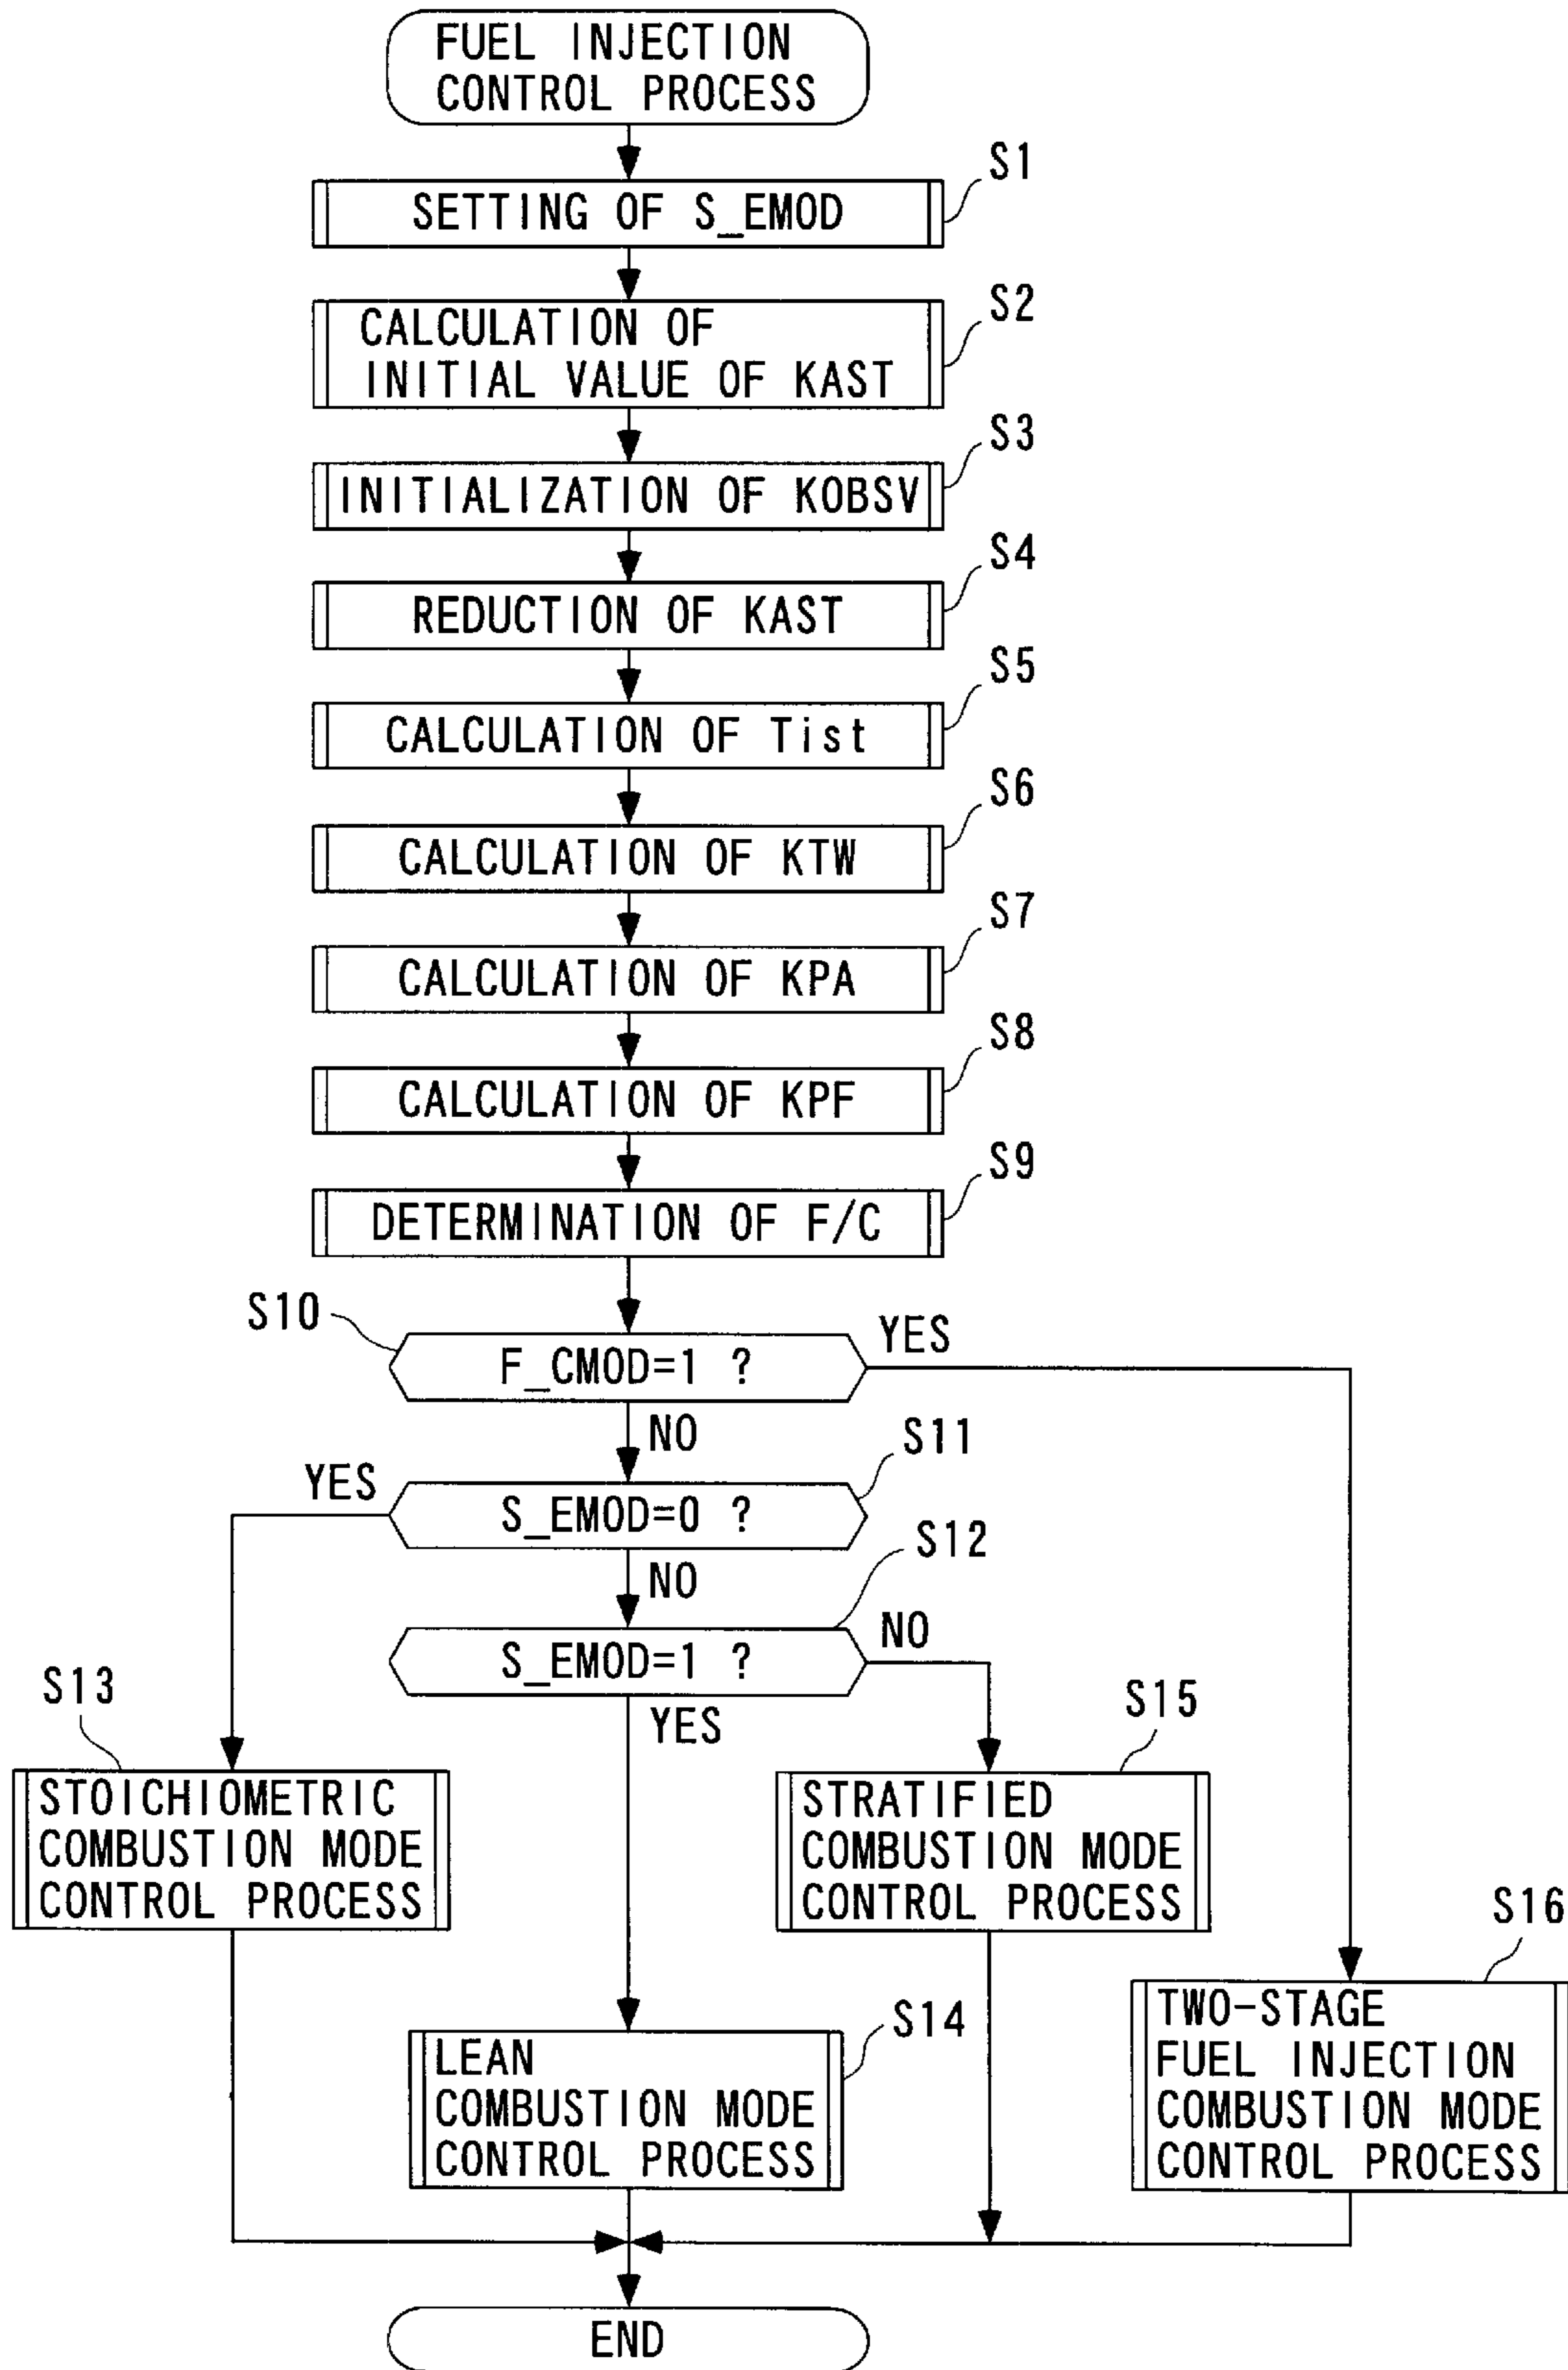 FUEL INJECTION
CONTROL PROCESS
S1
SETTING OF S_EMOD
S2
CALCULATION OF
INITIAL VALUE OF KAST
S3
INITIALIZATION OF KOBSV
S4
REDUCTION OF KAST
S5
CALCULATION OF Tist
S6
CALCULATION OF KTW
S7
CALCULATION OF KPA
S8
CALCULATION OF KPF
S9
DETERMINATION OF F/C
S10
F_CMOD=1 ?
YES
NO
S11
YES
S_EMOD=0 ?
NO
S12
S_EMOD=1 ?
NO
YES
S13
STOICHIOMETRIC
COMBUSTION MODE
CONTROL PROCESS
S15
STRATIFIED
COMBUSTION MODE
CONTROL PROCESS
S14
LEAN
COMBUSTION MODE
CONTROL PROCESS
S16
TWO-STAGE
FUEL INJECTION
COMBUSTION MODE
CONTROL PROCESS
END